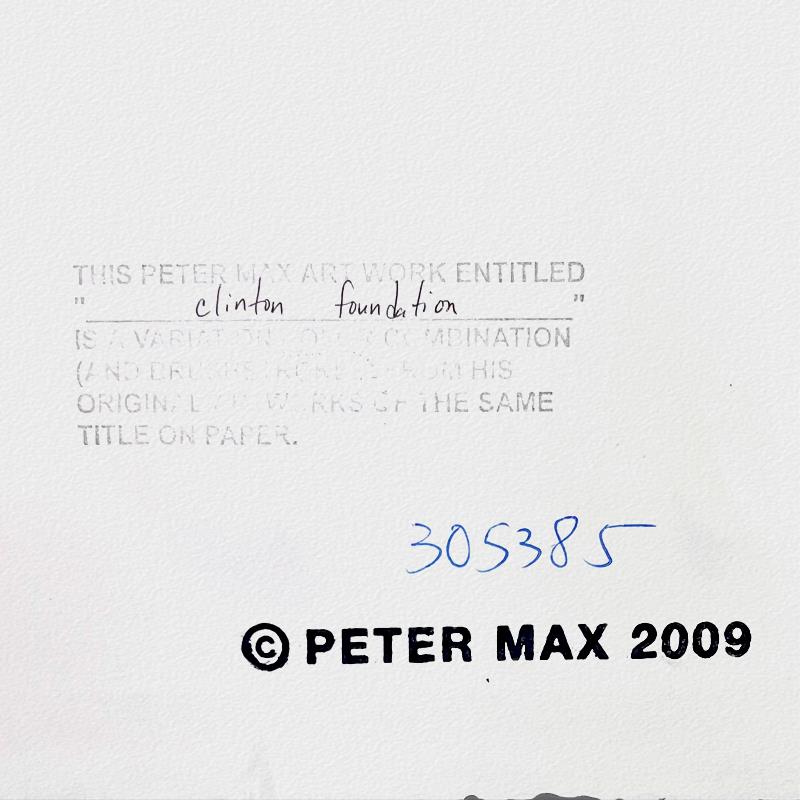 THIS PETER MAX ART WORK ENTITLED
" clinton foundation "
IS A VARIATION COLOR COMBINATION
(AND BRUSHSTROKES) FROM HIS
ORIGINAL ART WORKS OF THE SAME
TITLE ON PAPER.
305385
© PETER MAX 2009